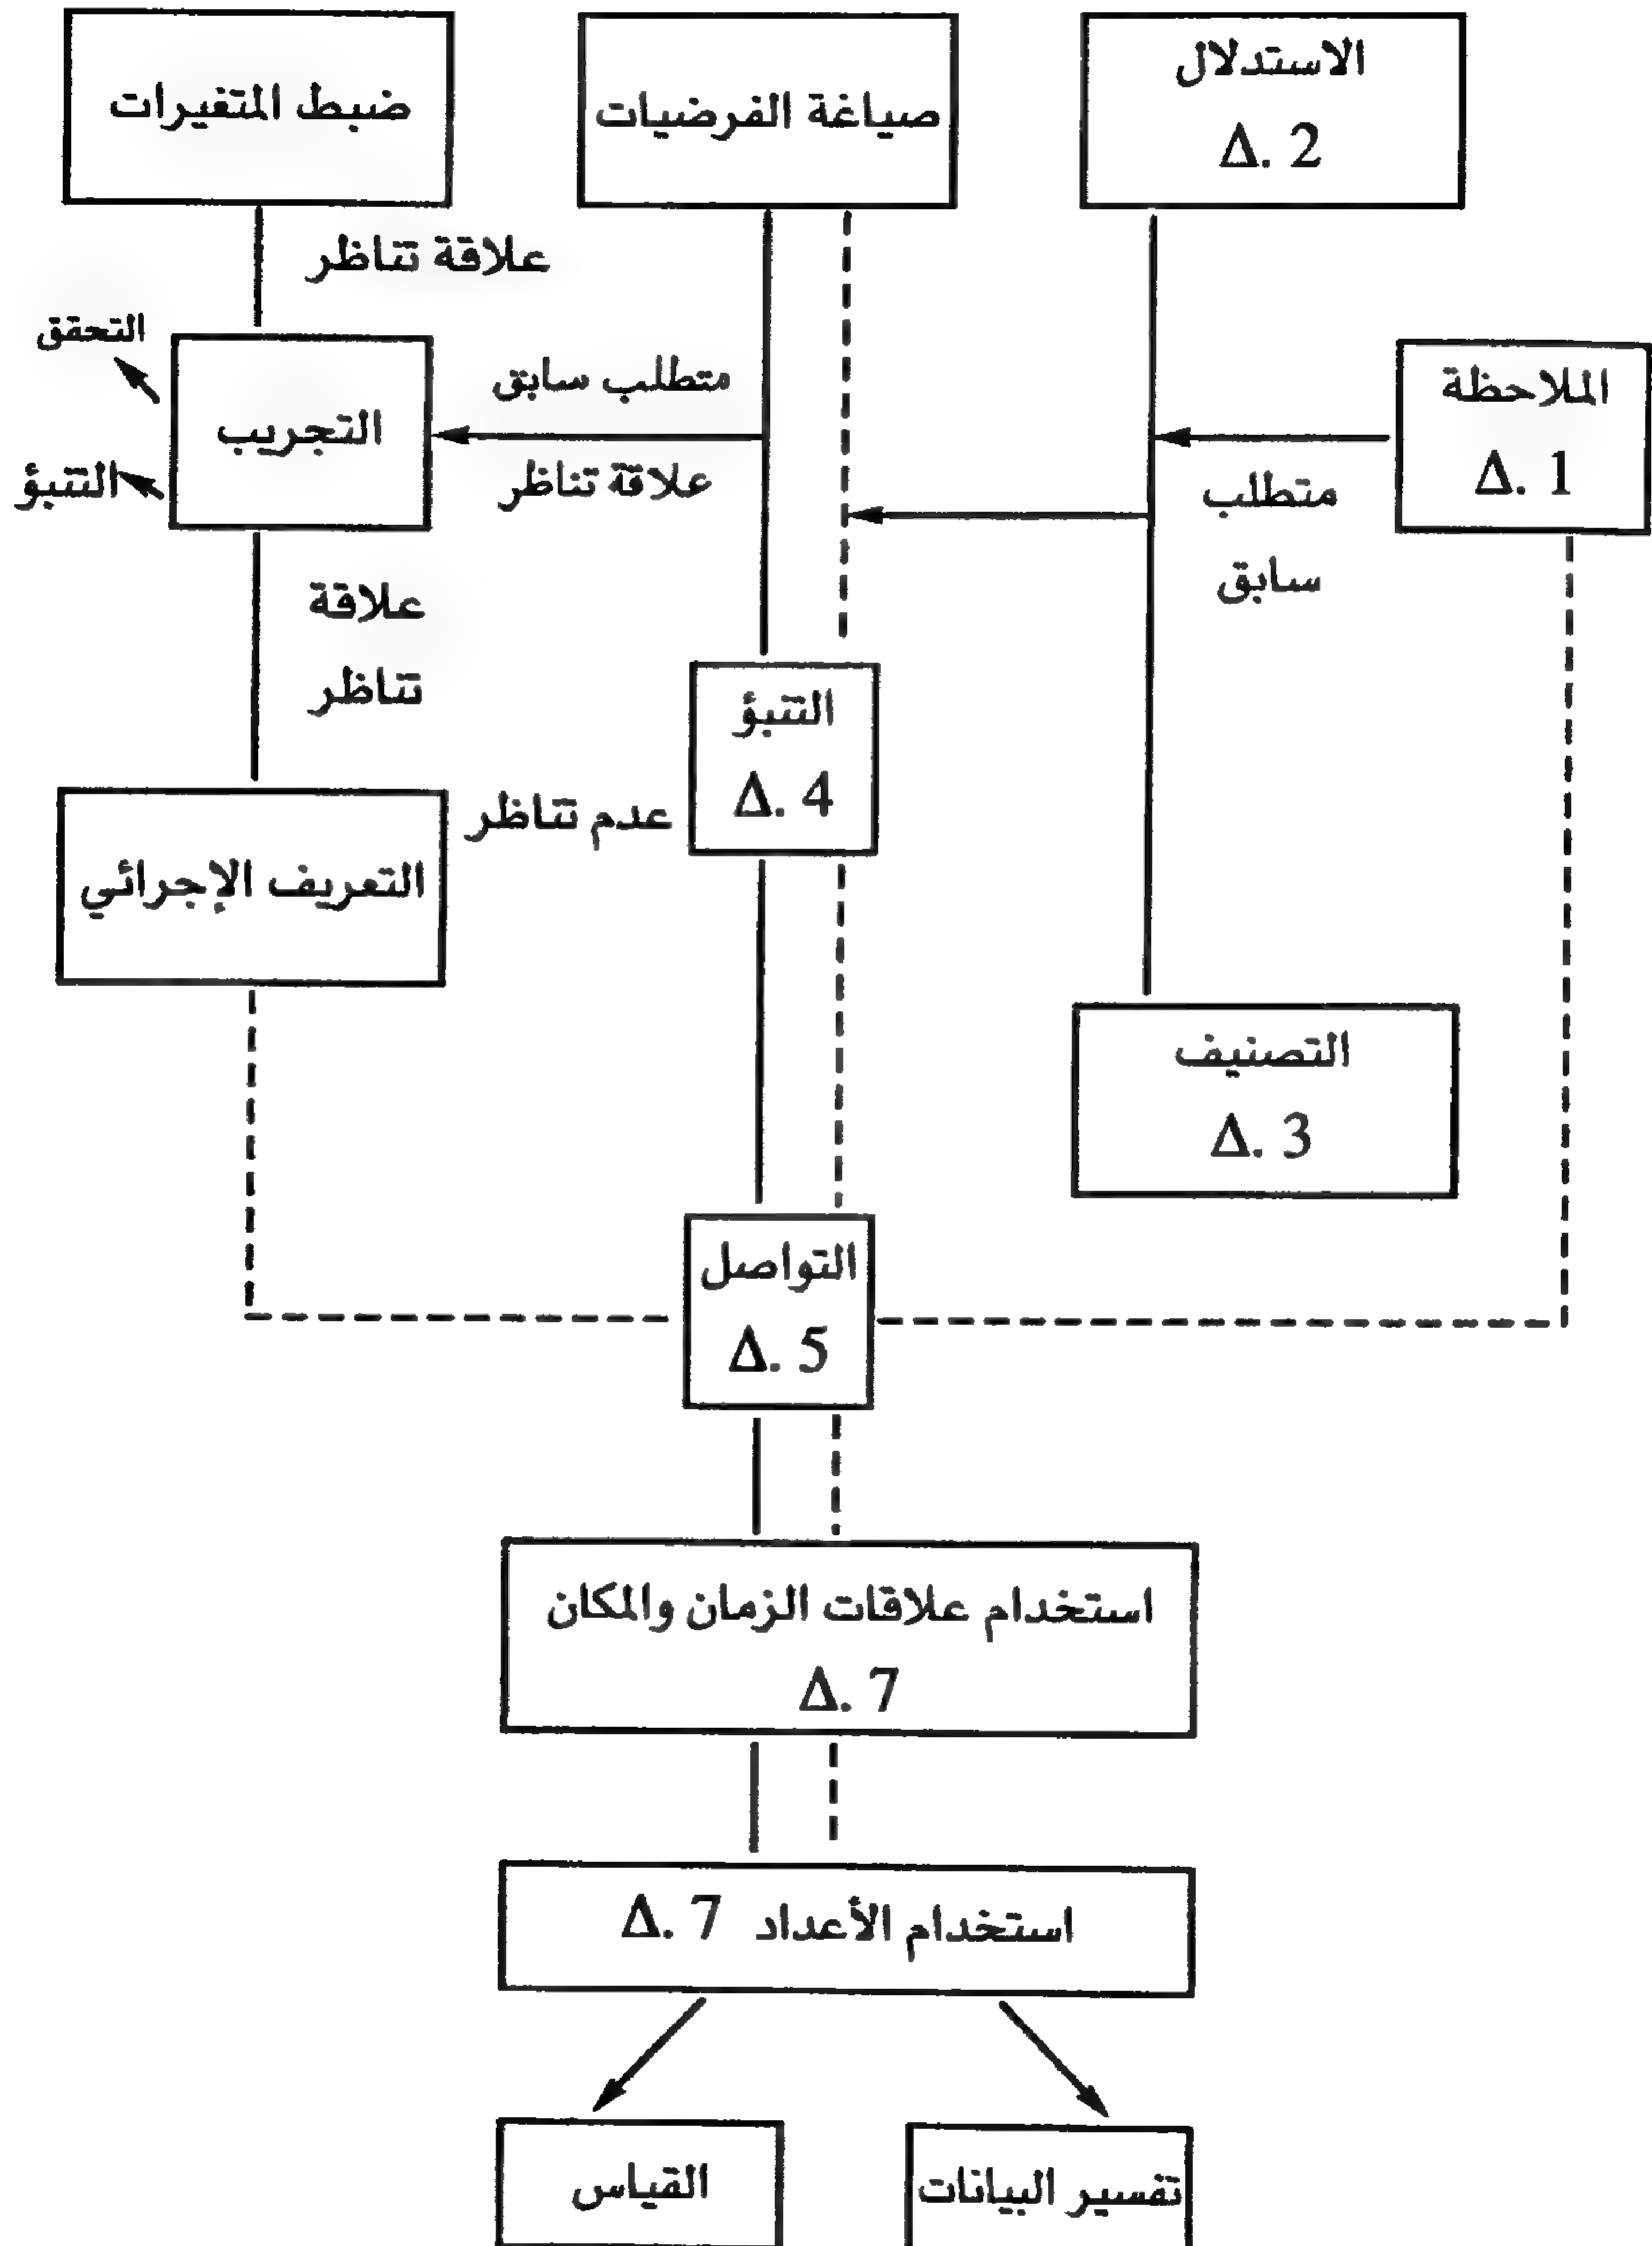 الاستدلال
Δ. 2
صياغة الفرضيات
ضبط المتغيرات
علاقة تناظر
الملاحظة
Δ. 1
متطلب
سابق
متطلب سابق
علاقة تناظر
التحقق
التجريب
التنبؤ
علاقة
تناظر
التنبؤ
Δ. 4
عدم تناظر
التعريف الإجرائي
التصنيف
Δ. 3
التواصل
Δ. 5
استخدام علاقات الزمان والمكان
Δ. 7
استخدام الأعداد Δ. 7
تفسير البيانات
القياس